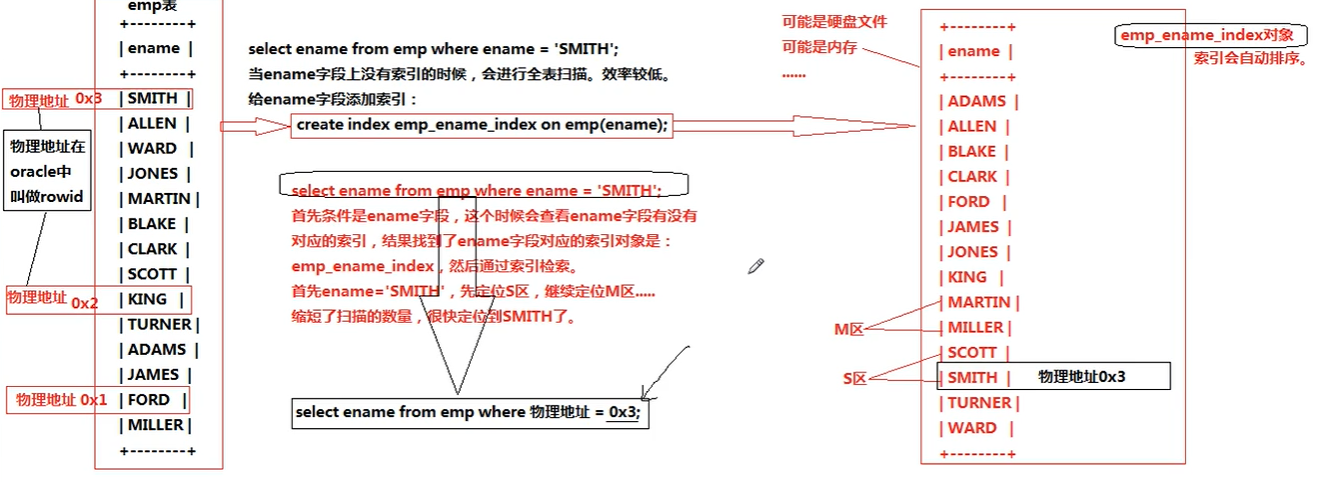 emp表
+--------+
| ename |
+--------+
| SMITH |
| ALLEN |
| WARD |
| JONES |
| MARTIN |
| BLAKE |
| CLARK |
| SCOTT |
| KING |
| TURNER |
| ADAMS |
| JAMES |
| FORD |
| MILLER |
+--------+
物理地址 0x3
物理地址在
oracle中
叫做rowid
物理地址 0x2
物理地址 0x1
select ename from emp where ename = 'SMITH';
当ename字段上没有索引的时候，会进行全表扫描。效率较低。
给ename字段添加索引：
create index emp_ename_index on emp(ename);
select ename from emp where ename = 'SMITH';
首先条件是ename字段，这个时候会查看ename字段有没有
对应的索引，结果找到了ename字段对应的索引对象是：
emp_ename_index，然后通过索引检索。
首先ename='SMITH'，先定位S区，继续定位M区.....
缩短了扫描的数量，很快定位到SMITH了。
select ename from emp where 物理地址 = 0x3;
可能是硬盘文件
可能是内存
......
+--------+
| ename |
+--------+
| ADAMS |
| ALLEN |
| BLAKE |
| CLARK |
| FORD |
| JAMES |
| JONES |
| KING |
| MARTIN |
| MILLER |
| SCOTT |
| SMITH | 物理地址0x3
| TURNER |
| WARD |
+--------+
M区
S区
emp_ename_index对象
索引会自动排序。